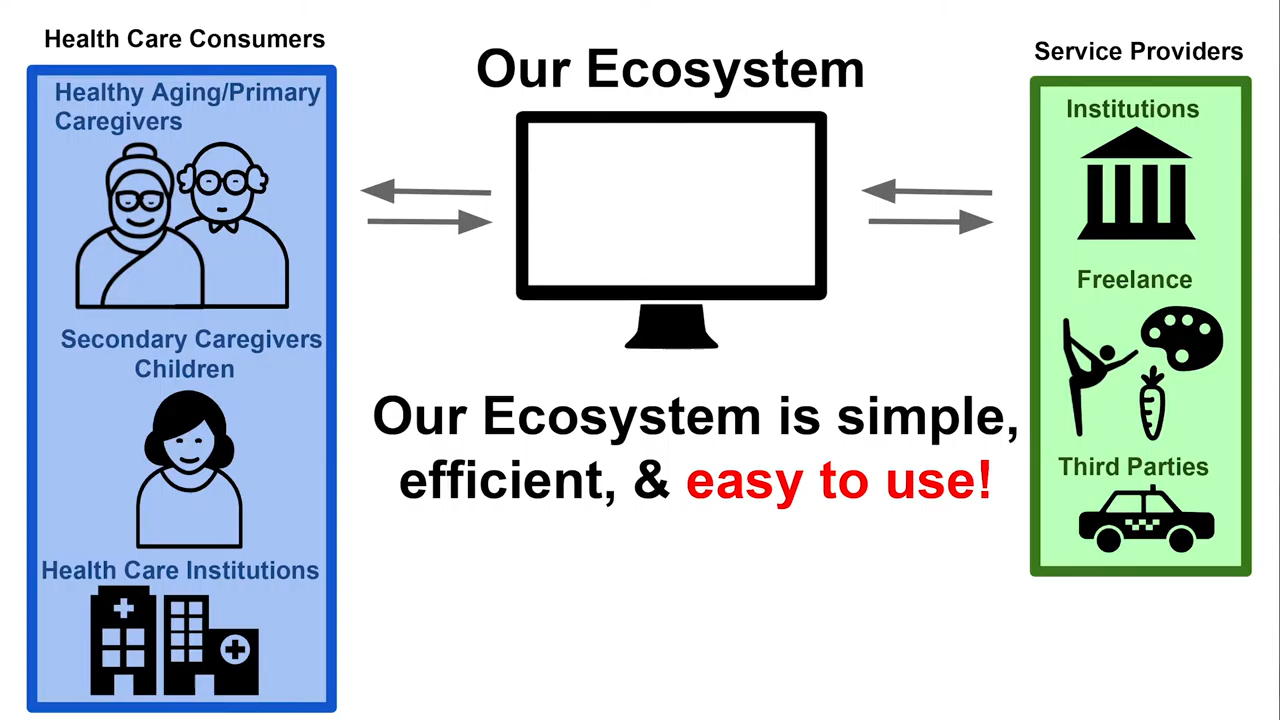 Health Care Consumers
Healthy Aging/Primary
Caregivers
Secondary Caregivers
Children
Health Care Institutions
Our Ecosystem
Our Ecosystem is simple,
efficient, & easy to use!
Service Providers
Institutions
Freelance
Third Parties